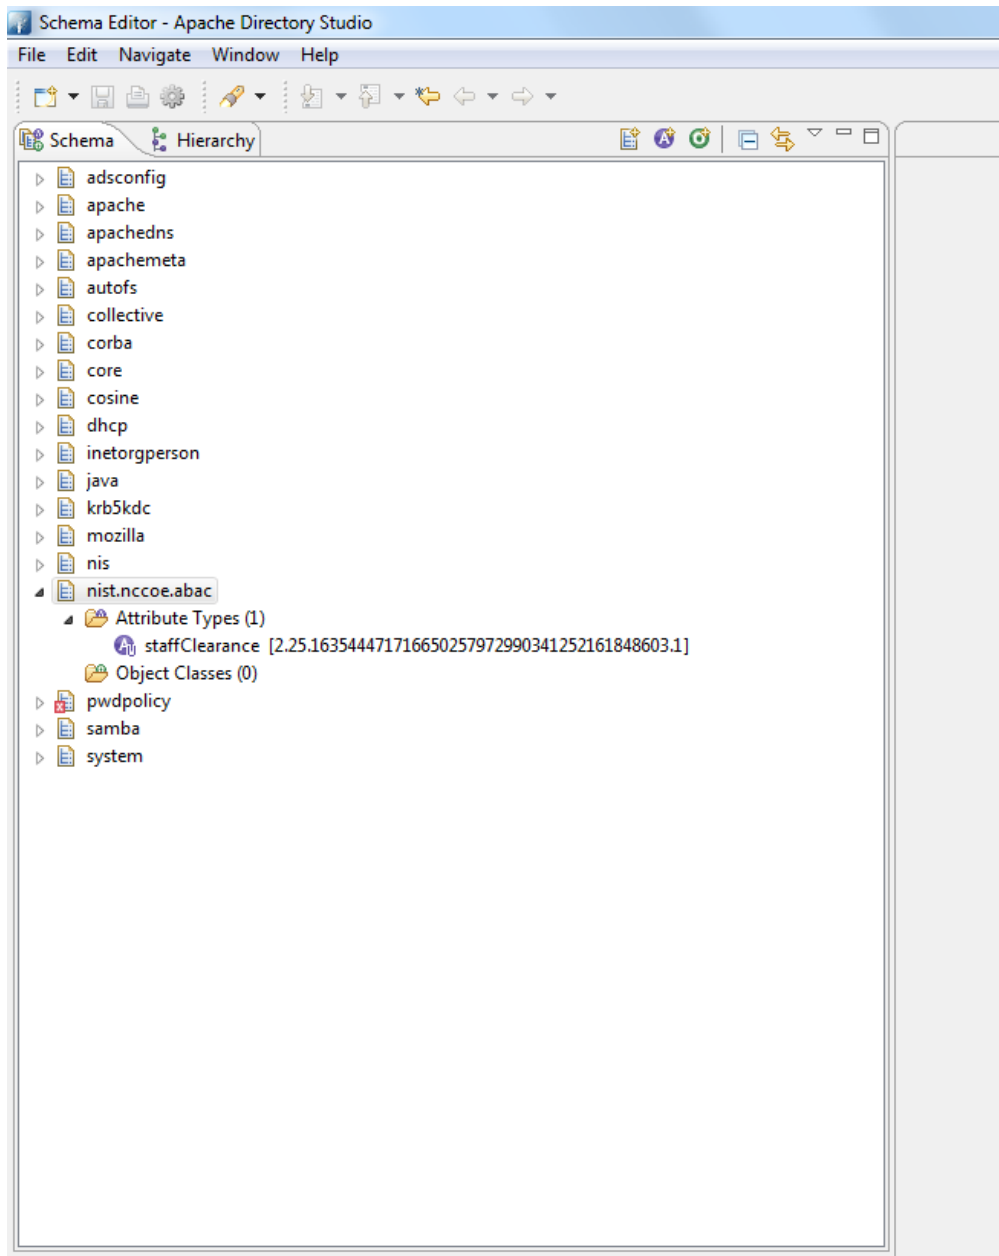 Schema Editor - Apache Directory Studio
File Edit Navigate Window Help
Schema Hierarchy
adsconfig
apache
apachedns
apachemeta
autofs
collective
corba
core
cosine
dhcp
inetorgperson
java
krb5kdc
mozilla
nis
nist.nccoe.abac
Attribute Types (1)
staffClearance [2.25.163544471716650257972990341252161848603.1]
Object Classes (0)
pwdpolicy
samba
system